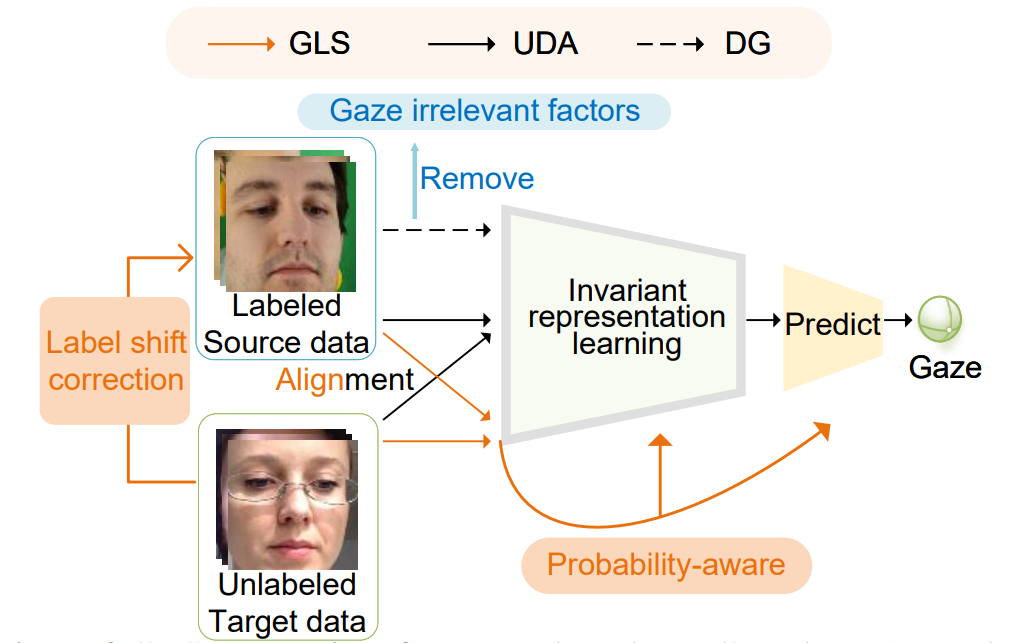 GLS
UDA
DG
Gaze irrelevant factors
Remove
Labeled
Source data
Label shift
correction
Alignment
Invariant
representation
learning
Predict
Gaze
Unlabeled
Target data
Probability-aware